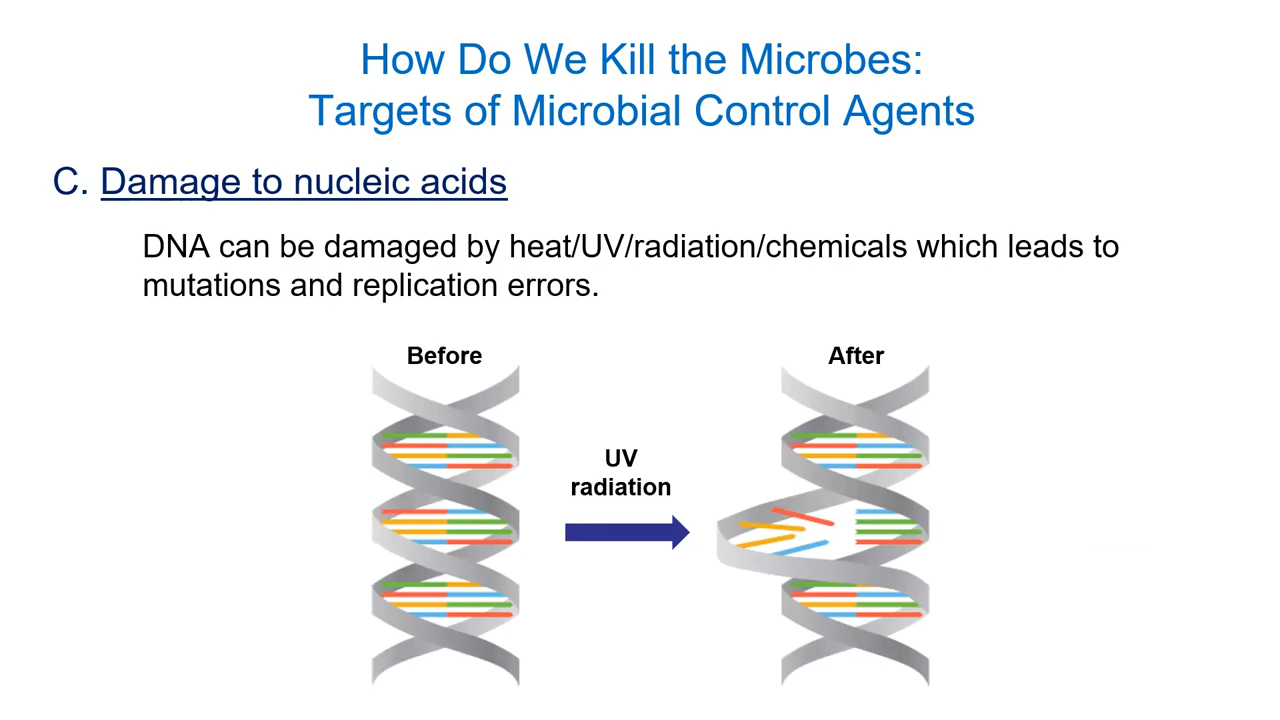 How Do We Kill the Microbes:
Targets of Microbial Control Agents
C. Damage to nucleic acids
DNA can be damaged by heat/UV/radiation/chemicals which leads to
mutations and replication errors.
Before
After
UV
radiation